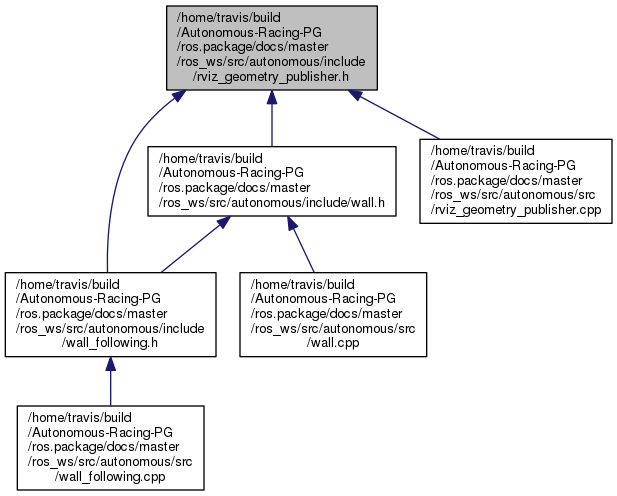 /home/travis/build
/Autonomous-Racing-PG
/ros.package/docs/master
/ros_ws/src/autonomous/include
/rviz_geometry_publisher.h
/home/travis/build
/Autonomous-Racing-PG
/ros.package/docs/master
/ros_ws/src/autonomous/include/wall.h
/home/travis/build
/Autonomous-Racing-PG
/ros.package/docs/master
/ros_ws/src/autonomous/src
/rviz_geometry_publisher.cpp
/home/travis/build
/Autonomous-Racing-PG
/ros.package/docs/master
/ros_ws/src/autonomous/include
/wall_following.h
/home/travis/build
/Autonomous-Racing-PG
/ros.package/docs/master
/ros_ws/src/autonomous/src
/wall.cpp
/home/travis/build
/Autonomous-Racing-PG
/ros.package/docs/master
/ros_ws/src/autonomous/src
/wall_following.cpp